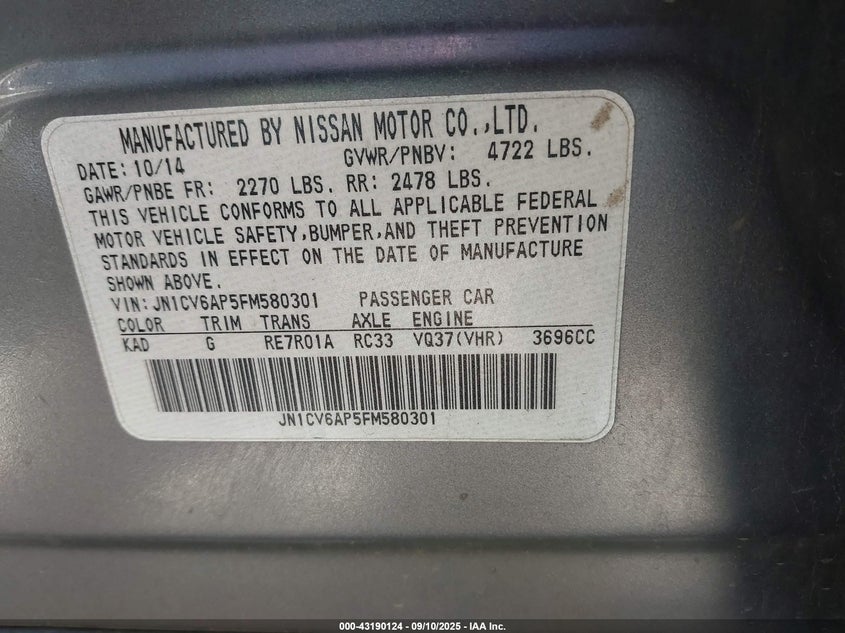 MANUFACTURED BY NISSAN MOTOR CO.,LTD.
DATE: 10/14 GVWR/PNBV: 4722 LBS.
GAWR/PNBE FR: 2270 LBS. RR: 2478 LBS.
THIS VEHICLE CONFORMS TO ALL APPLICABLE FEDERAL
MOTOR VEHICLE SAFETY,BUMPER,AND THEFT PREVENTION
STANDARDS IN EFFECT ON THE DATE OF MANUFACTURE
SHOWN ABOVE.
VIN: JN1CV6AP5FM580301 PASSENGER CAR
COLOR TRIM TRANS AXLE ENGINE
KAD G RE7R01A RC33 VQ37(VHR) 3696CC
JN1CV6AP5FM580301
000-43190124 - 09/10/2025 - IAA Inc.